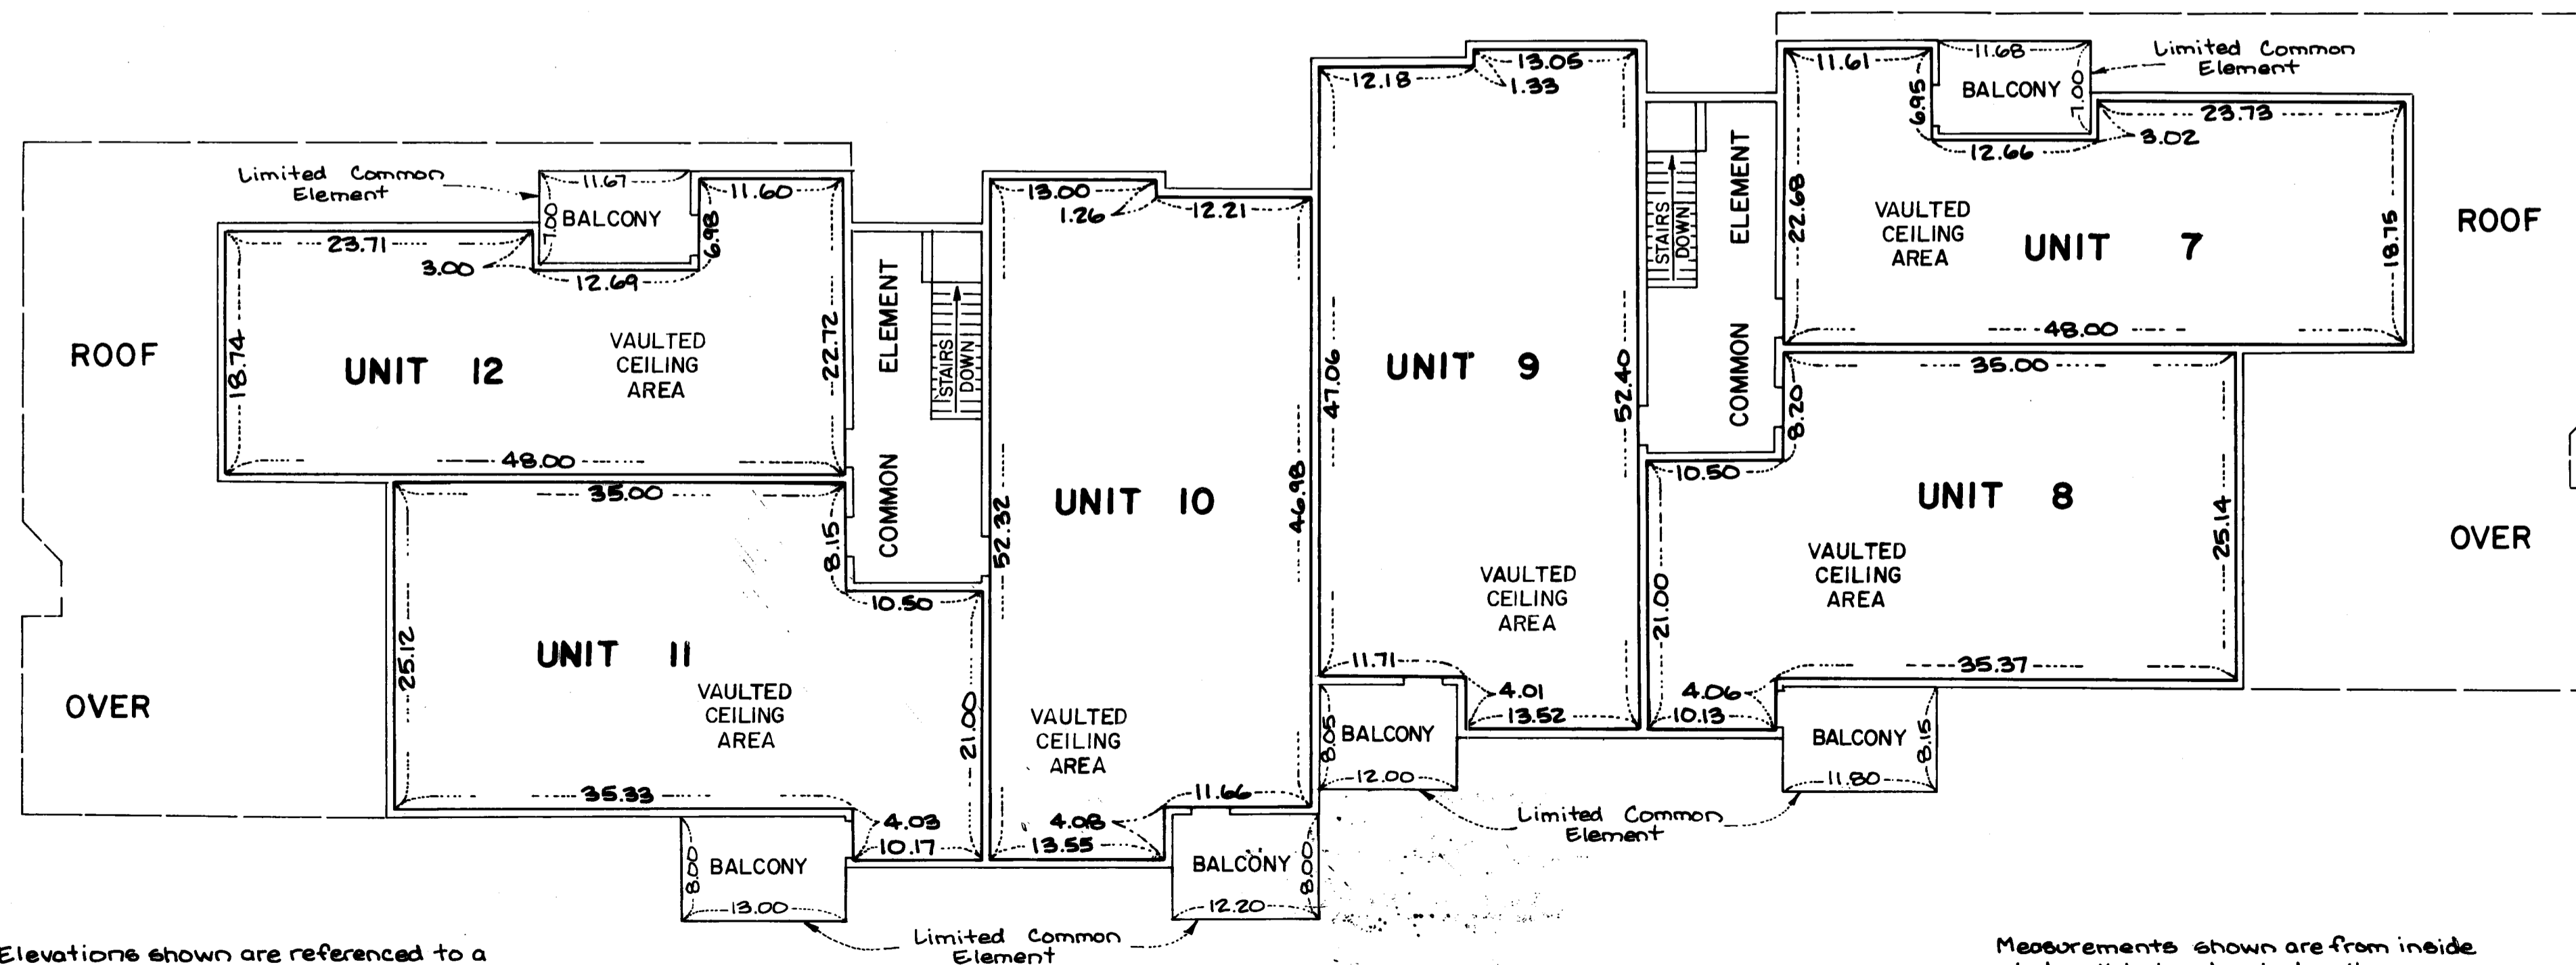 Limited Common
Element
11.67
7.00
BALCONY
11.60
6.98
23.71
3.00
12.69
18.74
UNIT 12
VAULTED
CEILING
AREA
22.72
48.00
ROOF
OVER
COMMON ELEMENT
STAIRS
DOWN
35.00
8.15
10.50
25.12
UNIT 11
VAULTED
CEILING
AREA
21.00
35.33
4.03
10.17
8.00
BALCONY
13.00
13.00
1.26
12.21
52.32
UNIT 10
46.98
VAULTED
CEILING
AREA
11.66
4.08
13.55
BALCONY
8.00
12.20
Limited Common
Element
12.18
13.05
1.33
47.06
UNIT 9
52.40
VAULTED
CEILING
AREA
11.71
4.01
13.52
8.05
BALCONY
12.00
Limited Common
Element
STAIRS
DOWN
COMMON ELEMENT
11.61
6.95
11.68
BALCONY
7.00
Limited Common
Element
23.73
3.02
12.66
22.68
VAULTED
CEILING
AREA
UNIT 7
18.75
48.00
ROOF
OVER
35.00
8.20
10.50
UNIT 8
25.14
VAULTED
CEILING
AREA
21.00
35.37
4.06
10.13
BALCONY
8.15
11.80
Elevations shown are referenced to a
Measurements shown are from inside